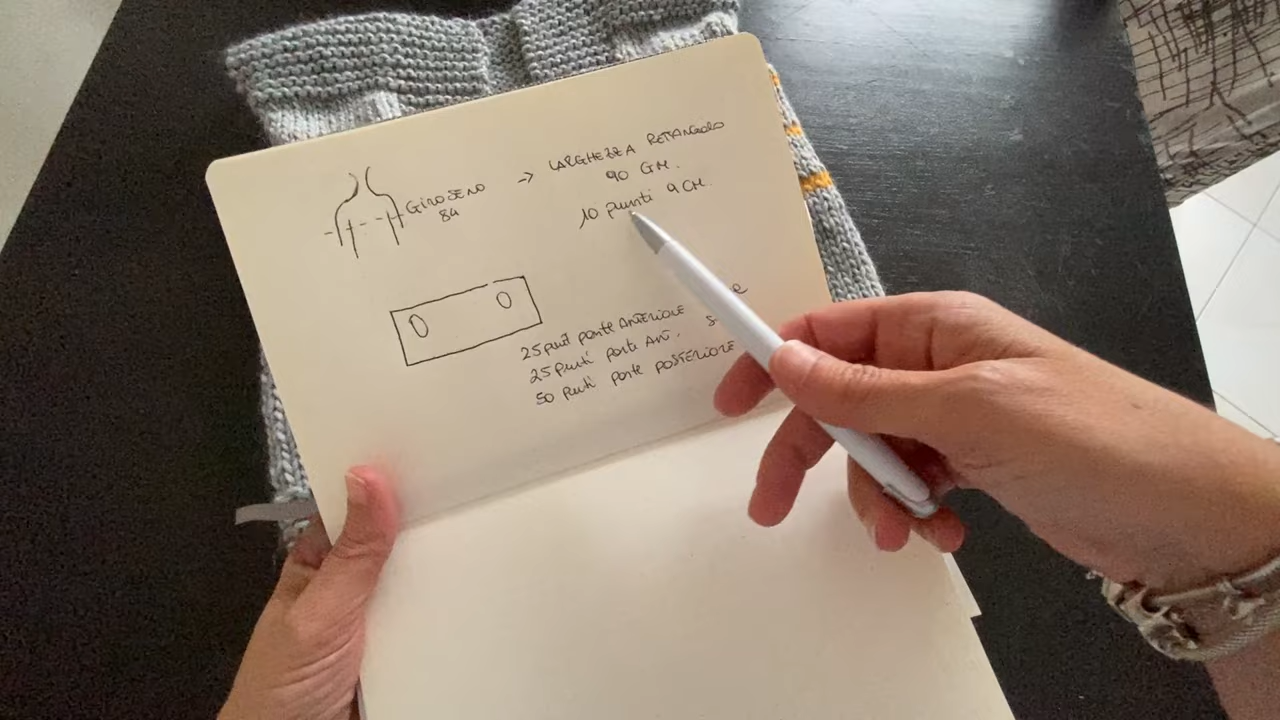 GIROSENO
84
-> LARGHEZZA RETANGOLO
90 CM.
10 punti 9 CM.
25 punti parte ANTERIORE
25 punti parte ANT. S
50 punti parte POSTERIORE